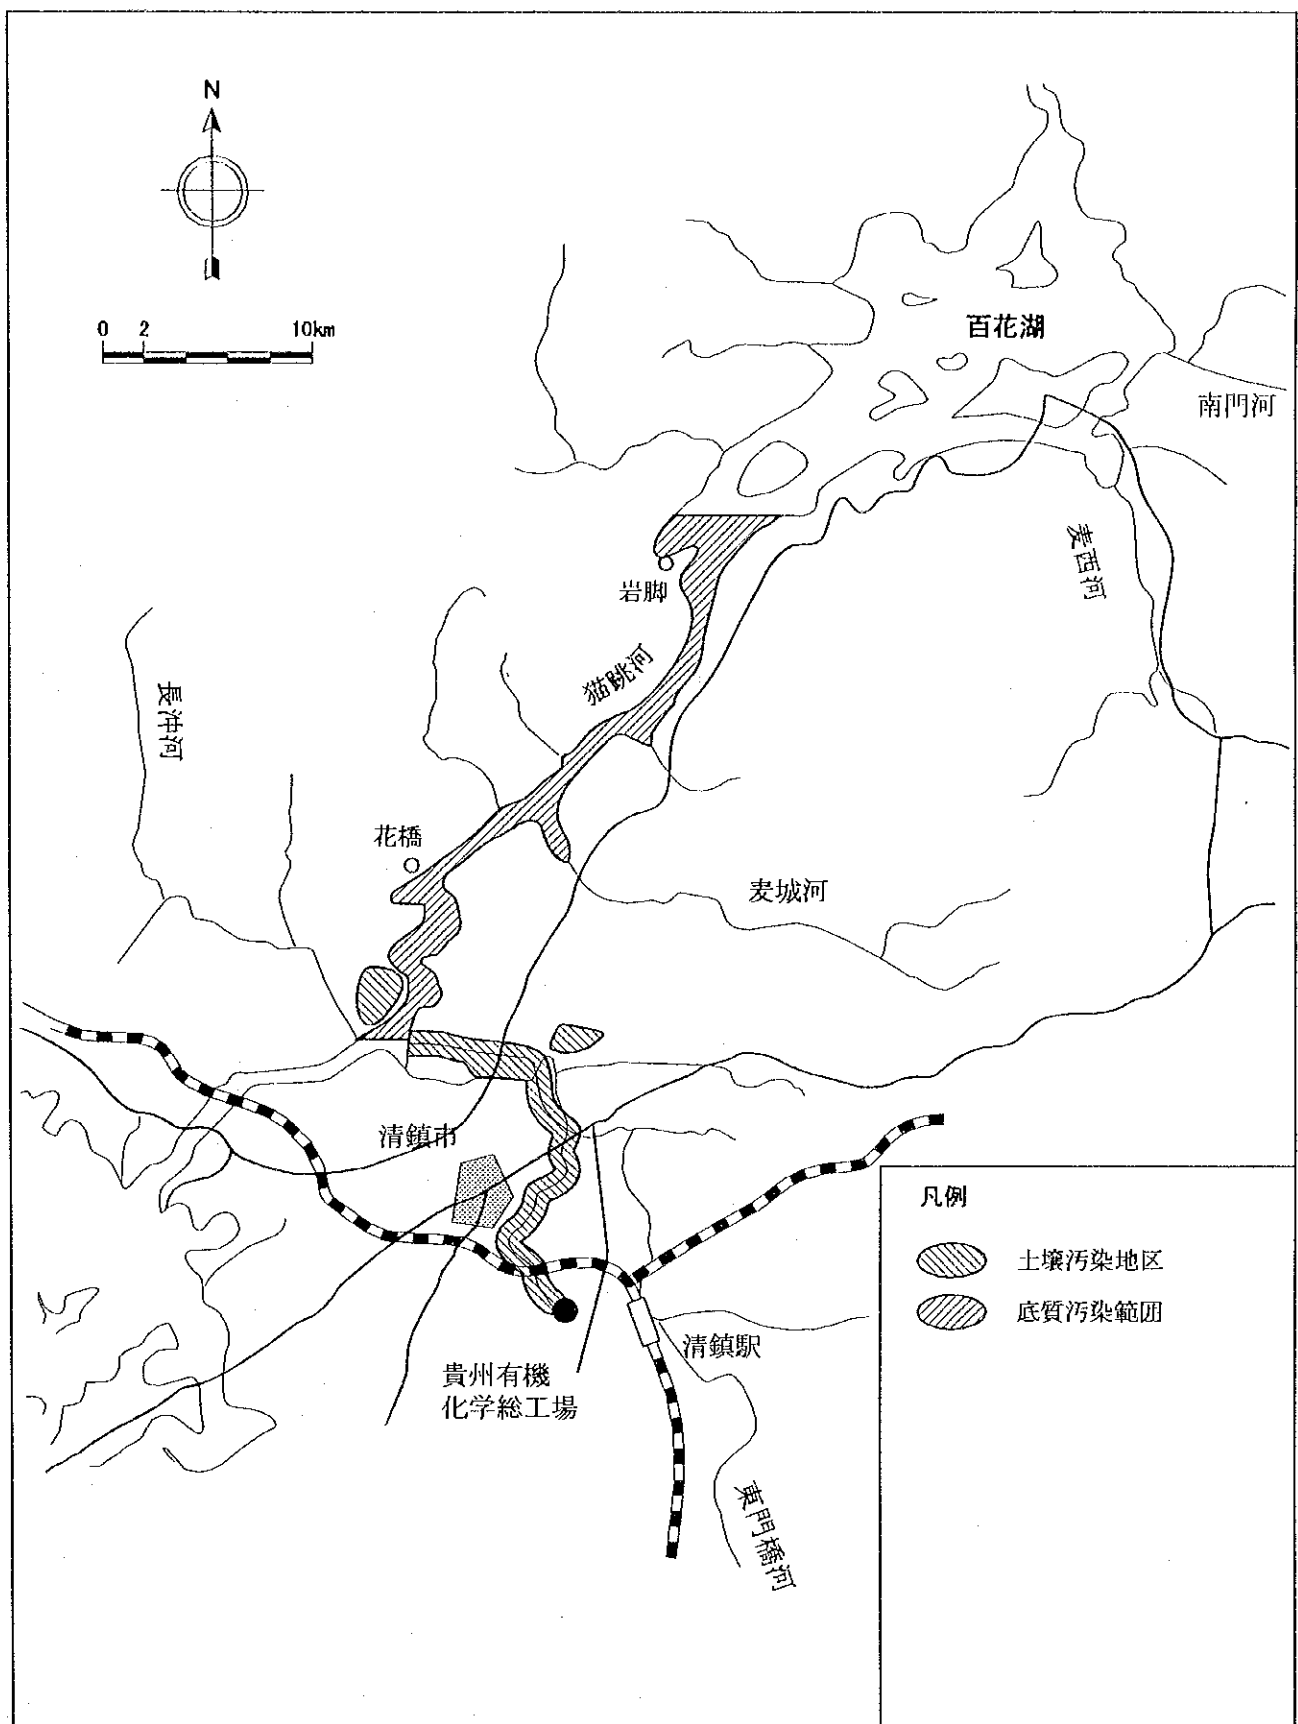 N
0 2 10km
百花湖
南門河
麦西河
岩脚
猫跳河
長沖河
花橋
麦城河
清鎮市
凡例
土壌汚染地区
底質汚染範囲
清鎮駅
貴州有機
化学総工場
東門橋河